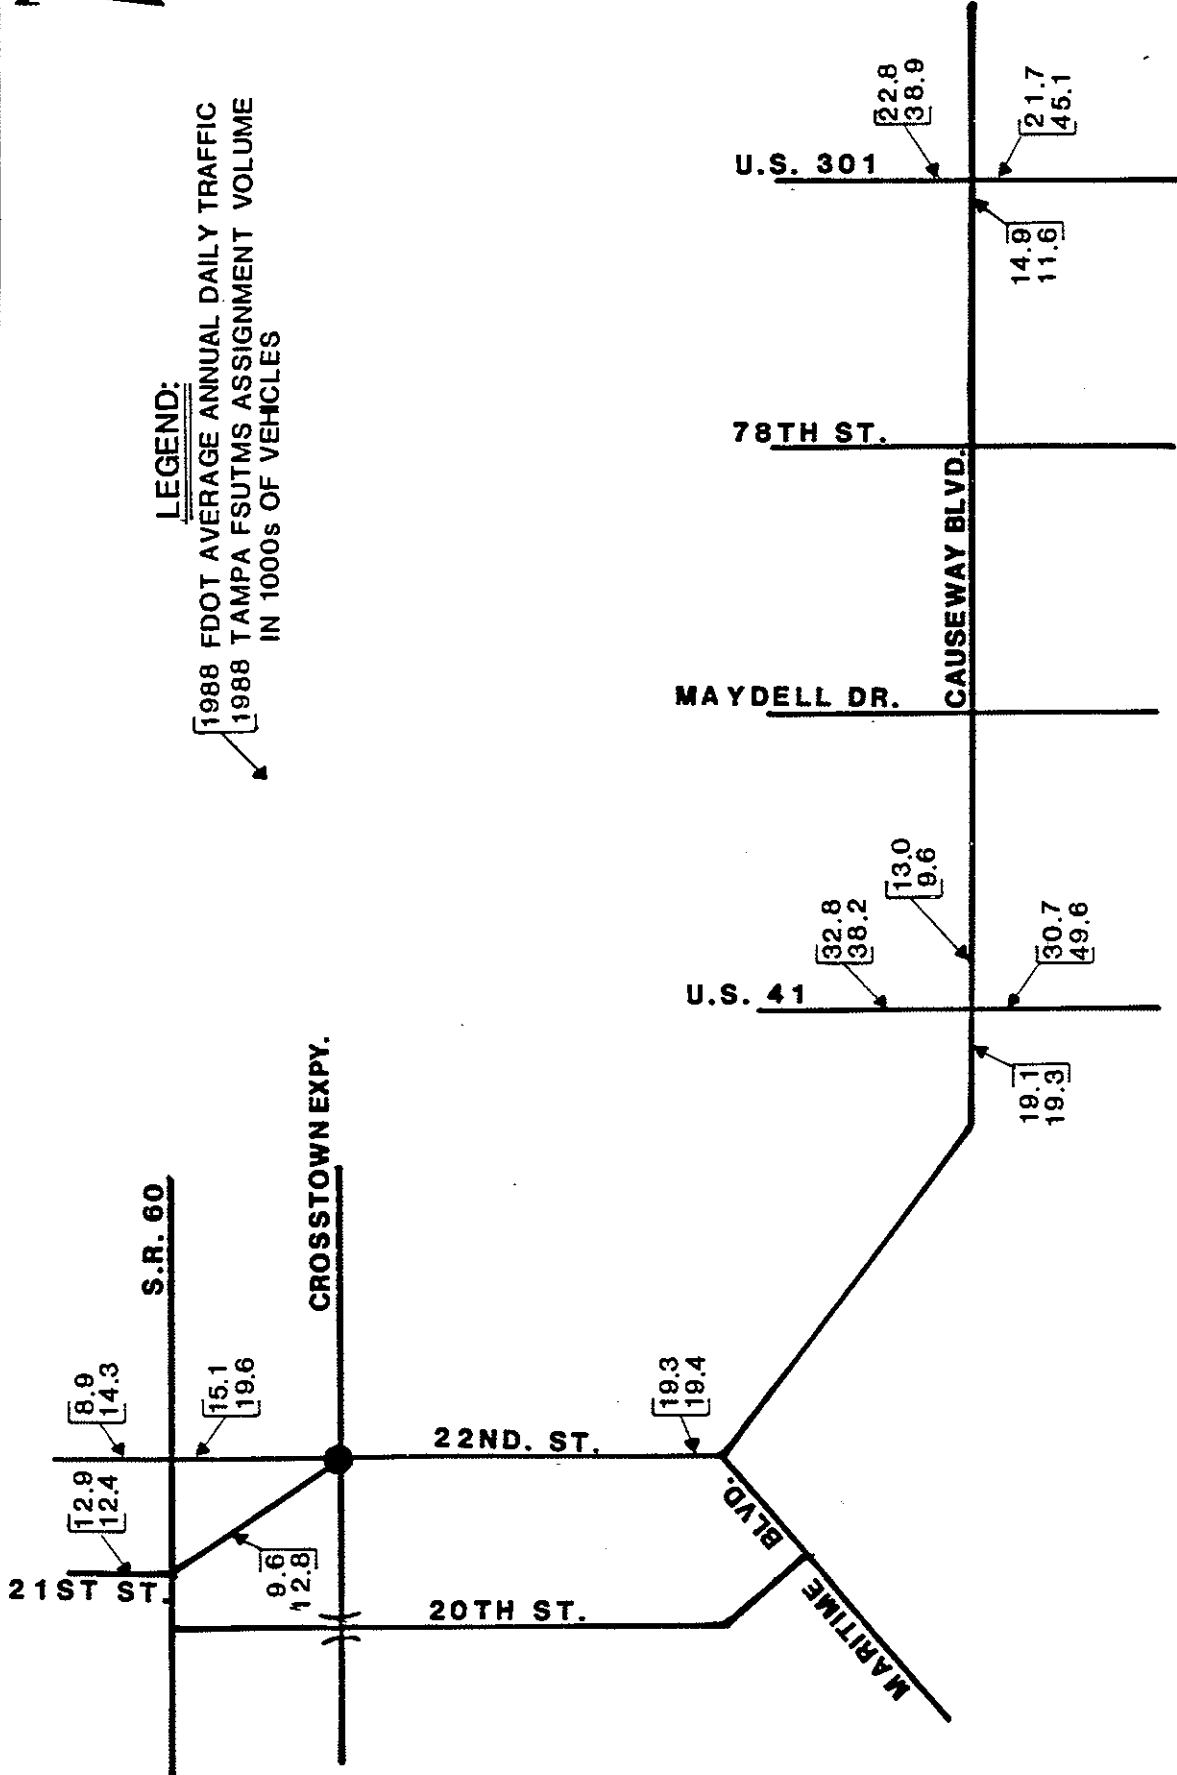 LEGEND:
1988 FDOT AVERAGE ANNUAL DAILY TRAFFIC
1988 TAMPA FSUTMS ASSIGNMENT VOLUME
IN 1000s OF VEHICLES
S.R. 60
CROSSTOWN EXPY.
8.9
14.3
15.1
19.6
12.9
12.4
21ST ST.
9.6
12.8
22ND. ST.
20TH ST.
19.3
19.4
MARITIME BLVD.
U.S. 41
32.8
38.2
13.0
9.6
30.7
49.6
19.1
19.3
MAYDELL DR.
CAUSEWAY BLVD.
78TH ST.
U.S. 301
22.8
38.9
21.7
45.1
14.9
11.6